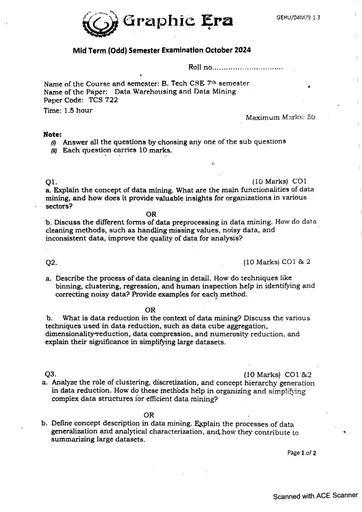 Graphic Era
GEHU/04M/9 1.3
Mid Term (Odd) Semester Examination October 2024
Roll no..............................
Name of the Course and semester: B. Tech CSE 7th semester
Name of the Paper: Data Warehousing and Data Mining
Paper Code: TCS 722
Time: 1.5 hour
Maximum Marks: 50
Note:
(i) Answer all the questions by choosing any one of the sub questions
(ii) Each question carries 10 marks.
Q1. (10 Marks) CO1
a. Explain the concept of data mining. What are the main functionalities of data
mining, and how does it provide valuable insights for organizations in various
sectors?
OR
b. Discuss the different forms of data preprocessing in data mining. How do data
cleaning methods, such as handling missing values, noisy data, and
inconsistent data, improve the quality of data for analysis?
Q2. (10 Marks) CO1 & 2
a. Describe the process of data cleaning in detail. How do techniques like
binning, clustering, regression, and human inspection help in identifying and
correcting noisy data? Provide examples for each method.
OR
b. What is data reduction in the context of data mining? Discuss the various
techniques used in data reduction, such as data cube aggregation,
dimensionality reduction, data compression, and numerosity reduction, and
explain their significance in simplifying large datasets.
Q3. (10 Marks) CO1 &2
a. Analyze the role of clustering, discretization, and concept hierarchy generation
in data reduction. How do these methods help in organizing and simplifying
complex data structures for efficient data mining?
OR
b. Define concept description in data mining. Explain the processes of data
generalization and analytical characterization, and how they contribute to
summarizing large datasets.
Page 1 of 2
Scanned with ACE Scanner